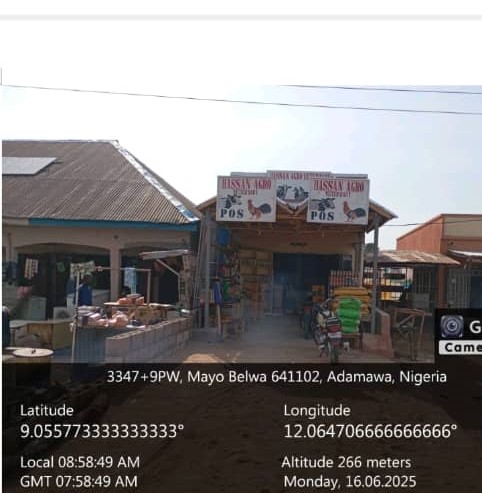 HASSAN AGRO VETERINARY
HASSAN AGRO
VETERINARY
POS
HASSAN AGRO
VETERINARY
POS
G
Came
3347+9PW, Mayo Belwa 641102, Adamawa, Nigeria
Latitude
9.055773333333333°
Longitude
12.064706666666666°
Local 08:58:49 AM
GMT 07:58:49 AM
Altitude 266 meters
Monday, 16.06.2025